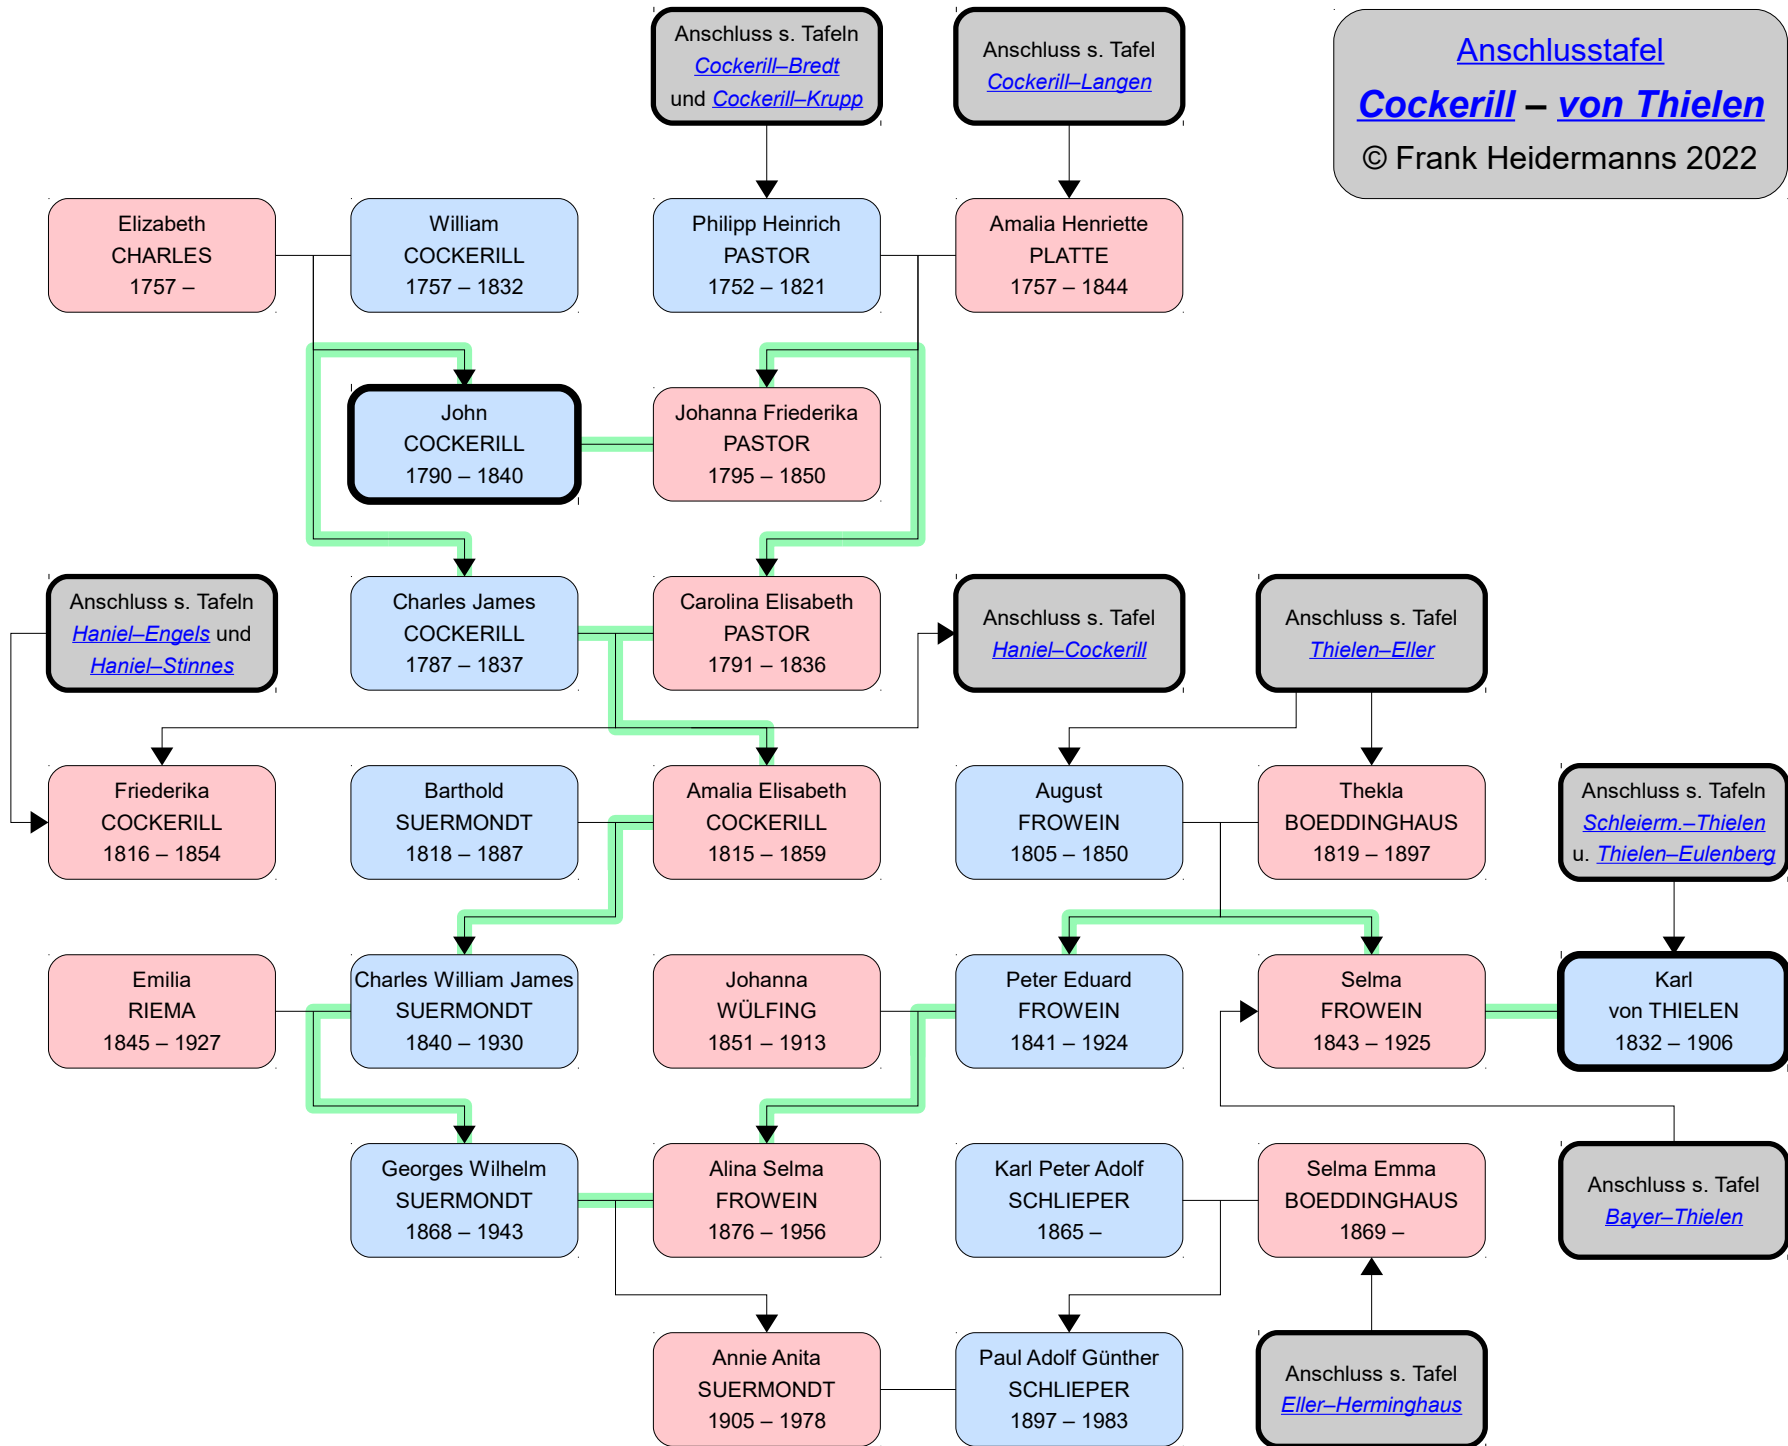 Anschluss s. Tafeln
Cockerill–Bredt
und Cockerill–Krupp
Anschluss s. Tafel
Cockerill–Langen
Anschlusstafel
Cockerill – von Thielen
© Frank Heidermanns 2022
Elizabeth
CHARLES
1757 –
William
COCKERILL
1757 – 1832
Philipp Heinrich
PASTOR
1752 – 1821
Amalia Henriette
PLATTE
1757 – 1844
John
COCKERILL
1790 – 1840
Johanna Friederika
PASTOR
1795 – 1850
Anschluss s. Tafeln
Haniel–Engels und
Haniel–Stinnes
Charles James
COCKERILL
1787 – 1837
Carolina Elisabeth
PASTOR
1791 – 1836
Anschluss s. Tafel
Haniel–Cockerill
Anschluss s. Tafel
Thielen–Eller
Friederika
COCKERILL
1816 – 1854
Barthold
SUERMONDT
1818 – 1887
Amalia Elisabeth
COCKERILL
1815 – 1859
August
FROWEIN
1805 – 1850
Thekla
BOEDDINGHAUS
1819 – 1897
Anschluss s. Tafeln
Schleierm.–Thielen
u. Thielen–Eulenberg
Emilia
RIEMA
1845 – 1927
Charles William James
SUERMONDT
1840 – 1930
Johanna
WÜLFING
1851 – 1913
Peter Eduard
FROWEIN
1841 – 1924
Selma
FROWEIN
1843 – 1925
Karl
von THIELEN
1832 – 1906
Georges Wilhelm
SUERMONDT
1868 – 1943
Alina Selma
FROWEIN
1876 – 1956
Karl Peter Adolf
SCHLIEPER
1865 –
Selma Emma
BOEDDINGHAUS
1869 –
Anschluss s. Tafel
Bayer–Thielen
Annie Anita
SUERMONDT
1905 – 1978
Paul Adolf Günther
SCHLIEPER
1897 – 1983
Anschluss s. Tafel
Eller–Herminghaus